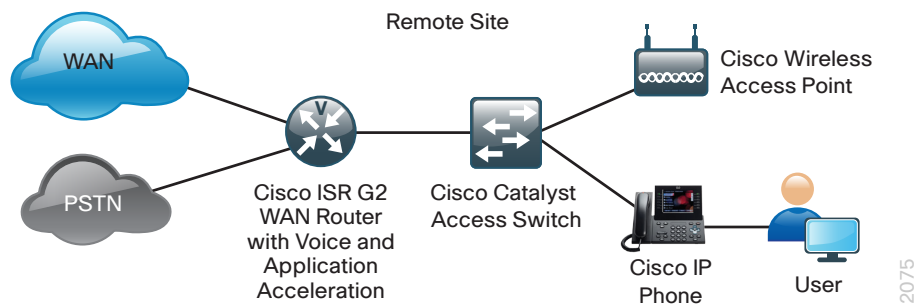 Remote Site
WAN
V
Cisco Wireless
Access Point
PSTN
Cisco ISR G2
WAN Router
with Voice and
Application
Acceleration
Cisco Catalyst
Access Switch
Cisco IP
Phone
User
2075